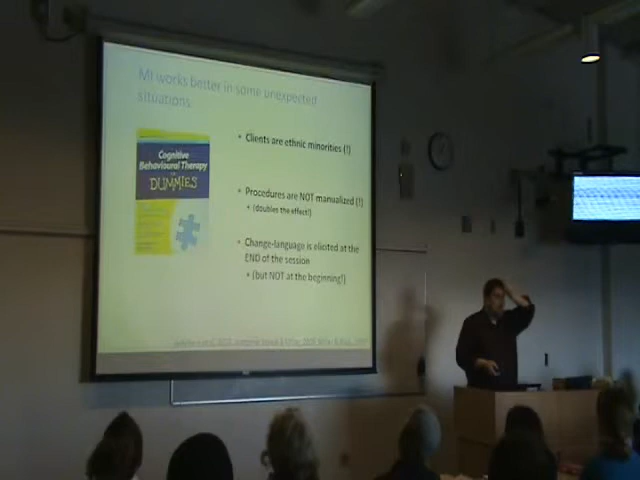 MI works better in some unexpected
situations
Cognitive
Behavioural Therapy
FOR
DUMMIES
• Clients are ethnic minorities (!)
• Procedures are NOT manualized (!)
• (doubles the effect!)
• Change-language is elicited at the
END of the session
• (but NOT at the beginning!)